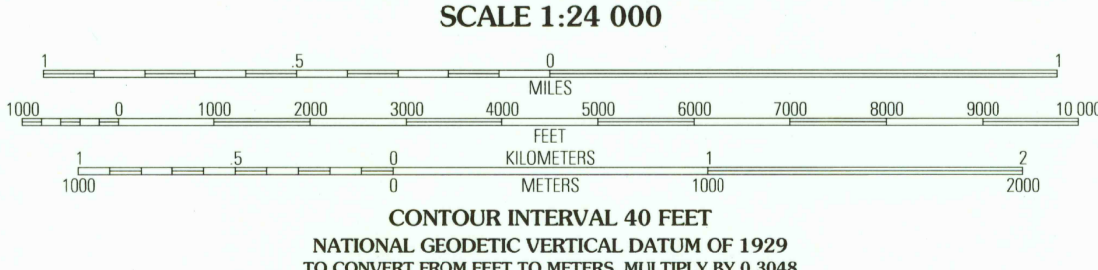 SCALE 1:24 000
1 .5 0 1
MILES
1000 0 1000 2000 3000 4000 5000 6000 7000 8000 9000 10 000
FEET
1 .5 0 KILOMETERS 1 2
1000 0 METERS 1000 2000
CONTOUR INTERVAL 40 FEET
NATIONAL GEODETIC VERTICAL DATUM OF 1929
TO CONVERT FROM FEET TO METERS, MULTIPLY BY 0.3048